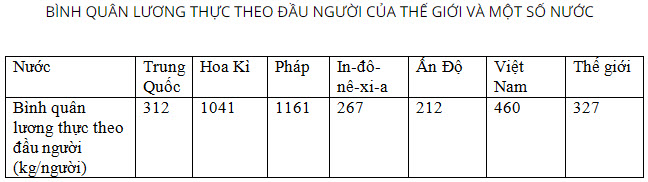 BÌNH QUÂN LƯƠNG THỰC THEO ĐẦU NGƯỜI CỦA THẾ GIỚI VÀ MỘT SỐ NƯỚC
Nước Trung Quốc Hoa Kì Pháp In-đô-nê-xi-a Ấn Độ Việt Nam Thế giới
Bình quân lương thực theo đầu người (kg/người) 312 1041 1161 267 212 460 327